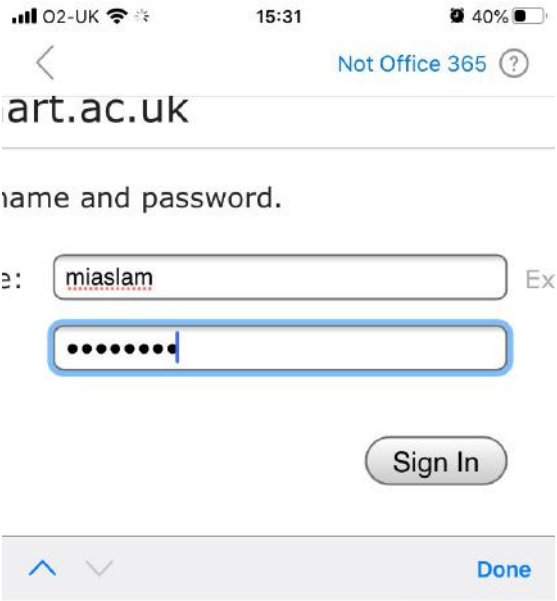 O2-UK 15:31 40%
Not Office 365 ?
art.ac.uk
name and password.
e: miaslam Ex
••••••••
Sign In
Done